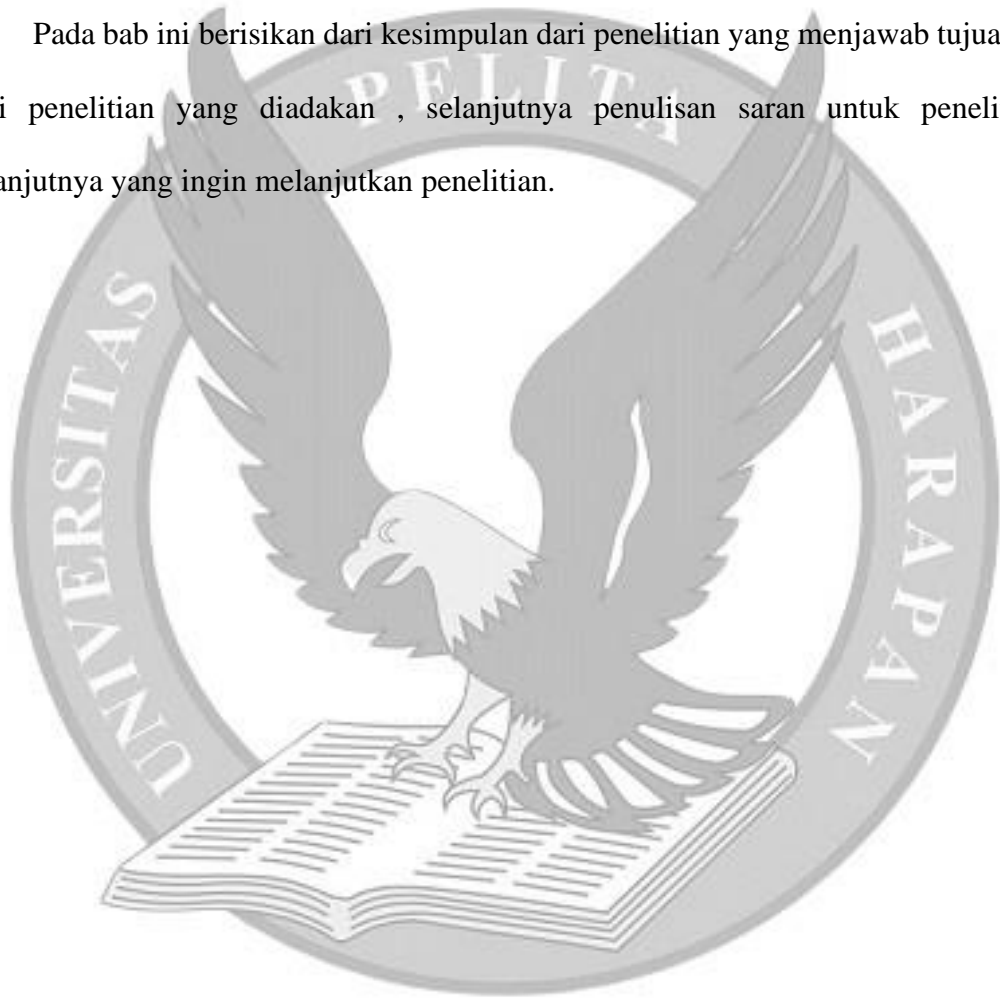 Pada bab ini berisikan dari kesimpulan dari penelitian yang menjawab tujua
i penelitian yang diadakan , selanjutnya penulisan saran untuk peneli
anjutnya yang ingin melanjutkan penelitian.
UNIVERSITAS PELITA HARAPAN